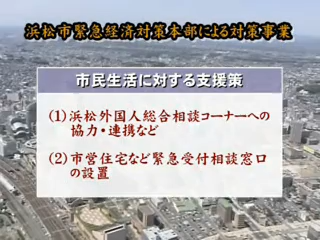 浜松市緊急経済対策本部による対策事業
市民生活に対する支援策
(1)浜松外国人総合相談コーナーへの
協力・連携など
(2)市営住宅など緊急受付相談窓口
の設置